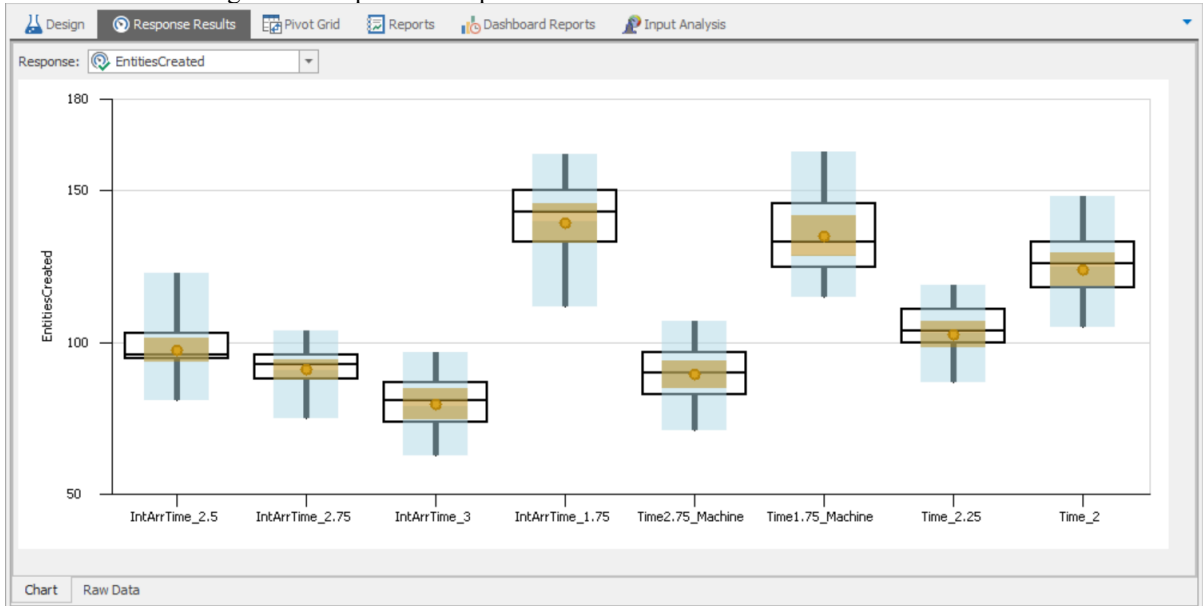 Design Response Results Pivot Grid Reports Dashboard Reports Input Analysis
Response: EntitiesCreated
180
150
EntitiesCreated
100
50
IntArrTime_2.5 IntArrTime_2.75 IntArrTime_3 IntArrTime_1.75 Time2.75_Machine Time1.75_Machine Time_2.25 Time_2
Chart Raw Data